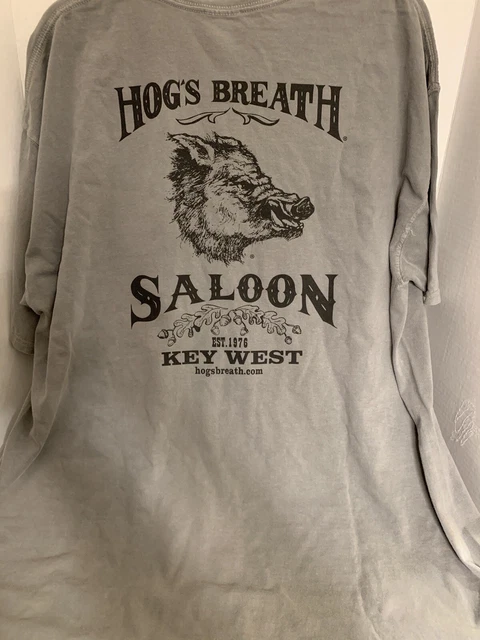 HOG'S BREATH
SALOON
EST. 1976
KEY WEST
hogsbreath.com